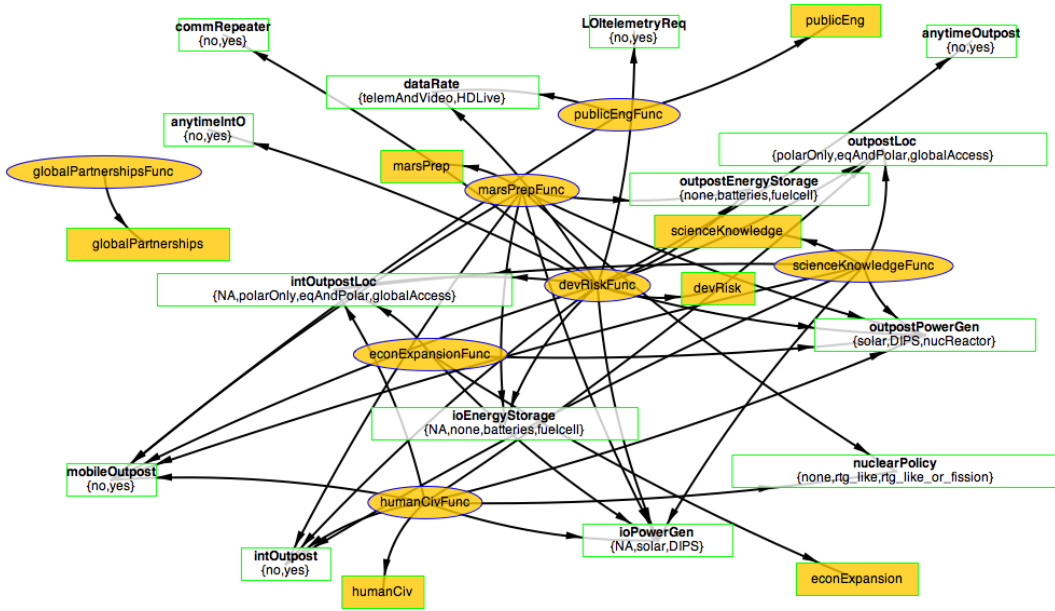 commRepeater
{no,yes}
LOItelemetryReq
{no,yes}
publicEng
anytimeOutpost
{no,yes}
dataRate
{telemAndVideo,HDLive}
publicEngFunc
anytimeIntO
{no,yes}
outpostLoc
{polarOnly,eqAndPolar,globalAccess}
globalPartnershipsFunc
marsPrep
marsPrepFunc
outpostEnergyStorage
{none,batteries,fuelcell}
scienceKnowledge
globalPartnerships
scienceKnowledgeFunc
intOutpostLoc
{NA,polarOnly,eqAndPolar,globalAccess}
devRiskFunc
devRisk
outpostPowerGen
{solar,DIPS,nucReactor}
econExpansionFunc
ioEnergyStorage
{NA,none,batteries,fuelcell}
mobileOutpost
{no,yes}
nuclearPolicy
{none,rtg_like,rtg_like_or_fission}
humanCivFunc
ioPowerGen
{NA,solar,DIPS}
intOutpost
{no,yes}
humanCiv
econExpansion